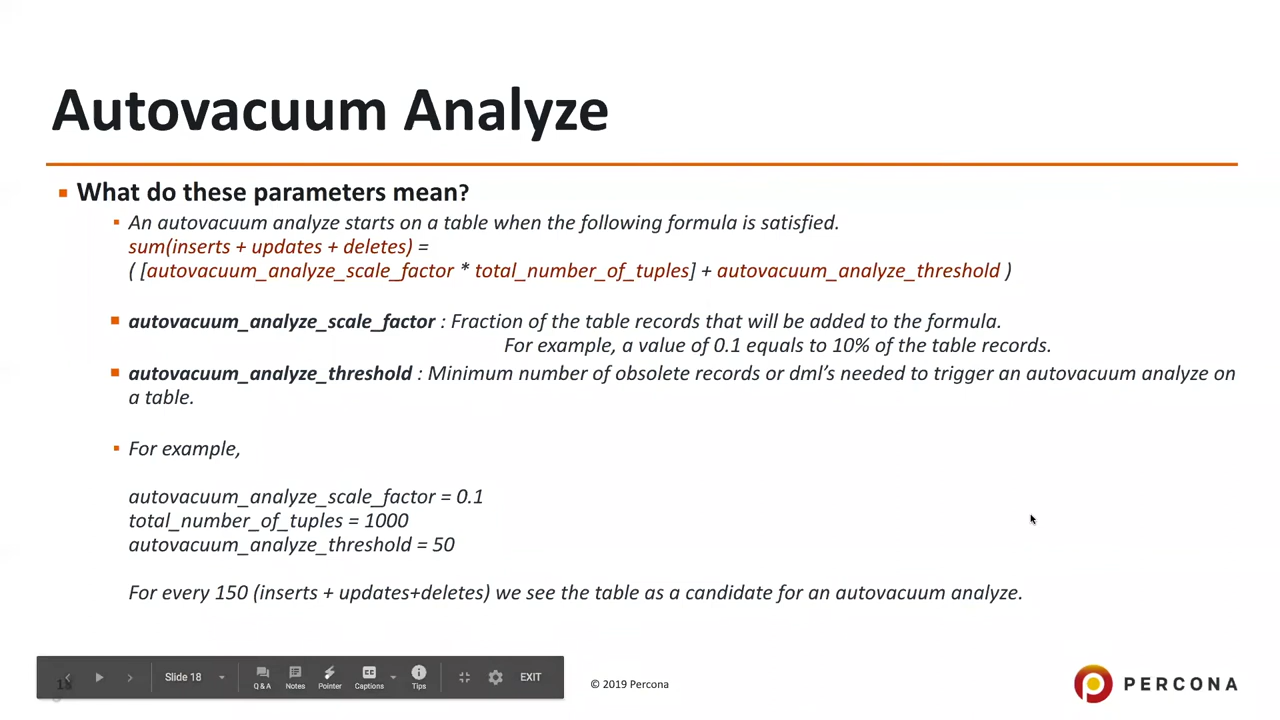 Autovacuum Analyze
What do these parameters mean?
An autovacuum analyze starts on a table when the following formula is satisfied.
sum(inserts + updates + deletes) =
( [autovacuum_analyze_scale_factor * total_number_of_tuples] + autovacuum_analyze_threshold )
autovacuum_analyze_scale_factor : Fraction of the table records that will be added to the formula.
For example, a value of 0.1 equals to 10% of the table records.
autovacuum_analyze_threshold : Minimum number of obsolete records or dml's needed to trigger an autovacuum analyze on
a table.
For example,
autovacuum_analyze_scale_factor = 0.1
total_number_of_tuples = 1000
autovacuum_analyze_threshold = 50
For every 150 (inserts + updates+deletes) we see the table as a candidate for an autovacuum analyze.
Slide 18
Q & A
Notes
Pointer
Captions
Tips
EXIT
© 2019 Percona
PERCONA